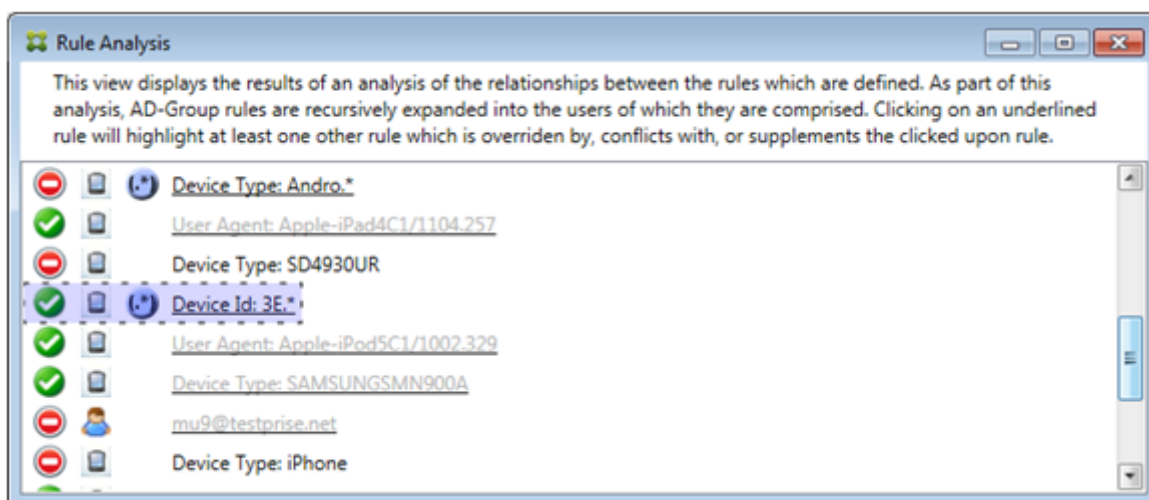 Rule Analysis
This view displays the results of an analysis of the relationships between the rules which are defined. As part of this
analysis, AD-Group rules are recursively expanded into the users of which they are comprised. Clicking on an underlined
rule will highlight at least one other rule which is overriden by, conflicts with, or supplements the clicked upon rule.
(.*) Device Type: Andro.*
User Agent: Apple-iPad4C1/1104.257
Device Type: SD4930UR
(.*) Device Id: 3E.*
User Agent: Apple-iPod5C1/1002.329
Device Type: SAMSUNGSMN900A
mu9@testprise.net
Device Type: iPhone